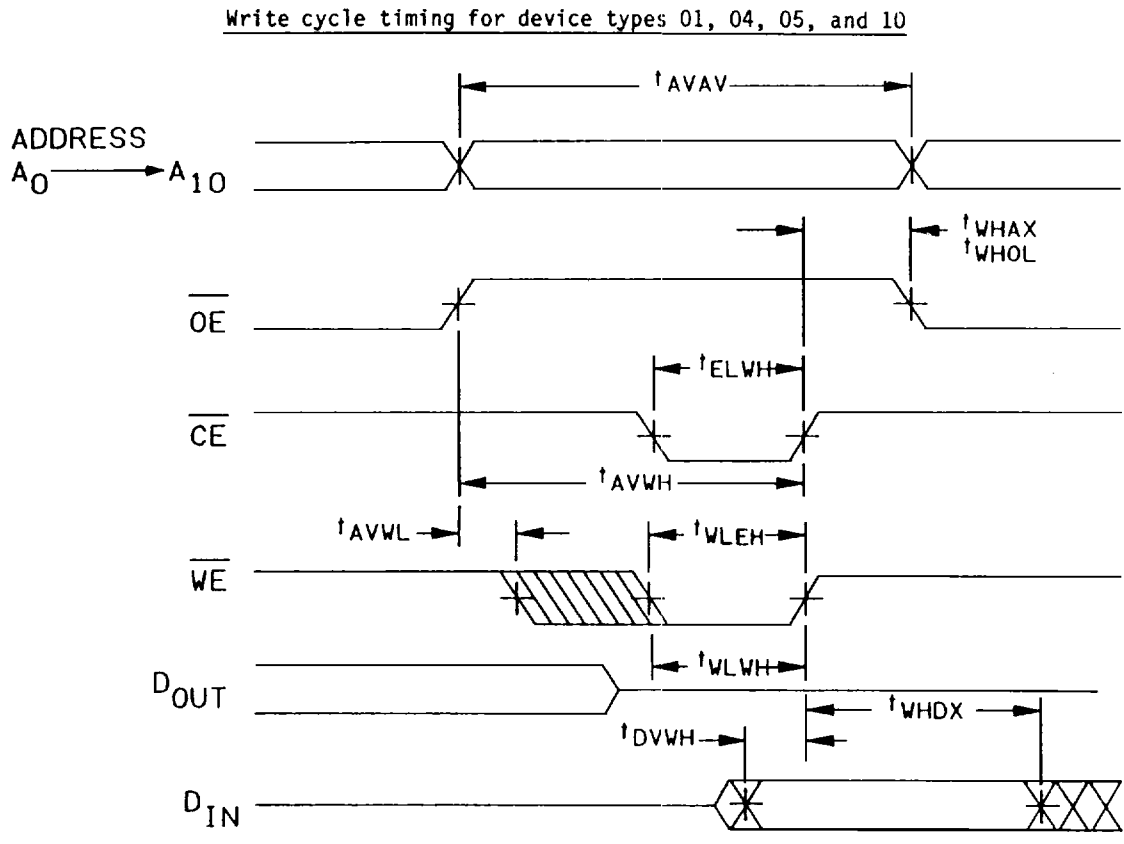 Write cycle timing for device types 01, 04, 05, and 10
tAVAV
ADDRESS
A0 A10
tWHAX
tWHOL
OE
tELWH
CE
tAVWH
tAVWL
tWLEH
WE
tWLWH
DOUT
tWHDX
tDVWH
DIN